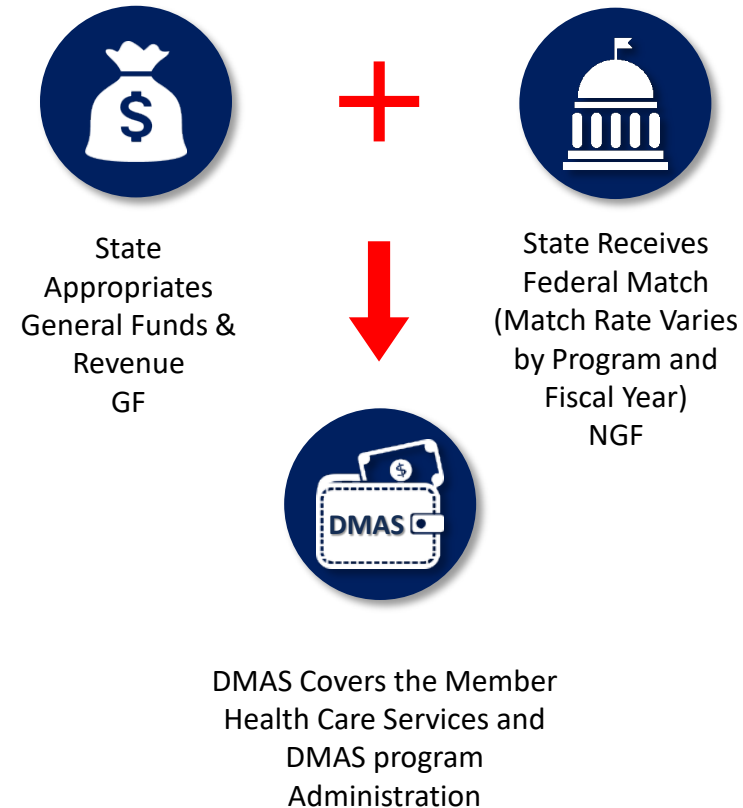 $
State
Appropriates
General Funds &
Revenue
GF
State Receives
Federal Match
(Match Rate Varies
by Program and
Fiscal Year)
NGF
$
DMAS
DMAS Covers the Member
Health Care Services and
DMAS program
Administration